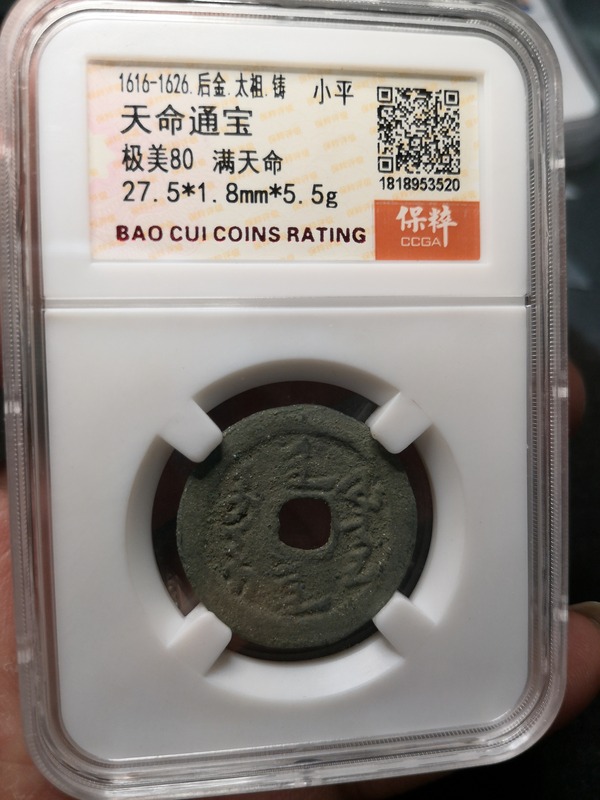 1616-1626.后金.太祖.铸 小平
天命通宝
极美80 满天命
27.5*1.8mm*5.5g
1818953520
BAO CUI COINS RATING
保粹
CCGA